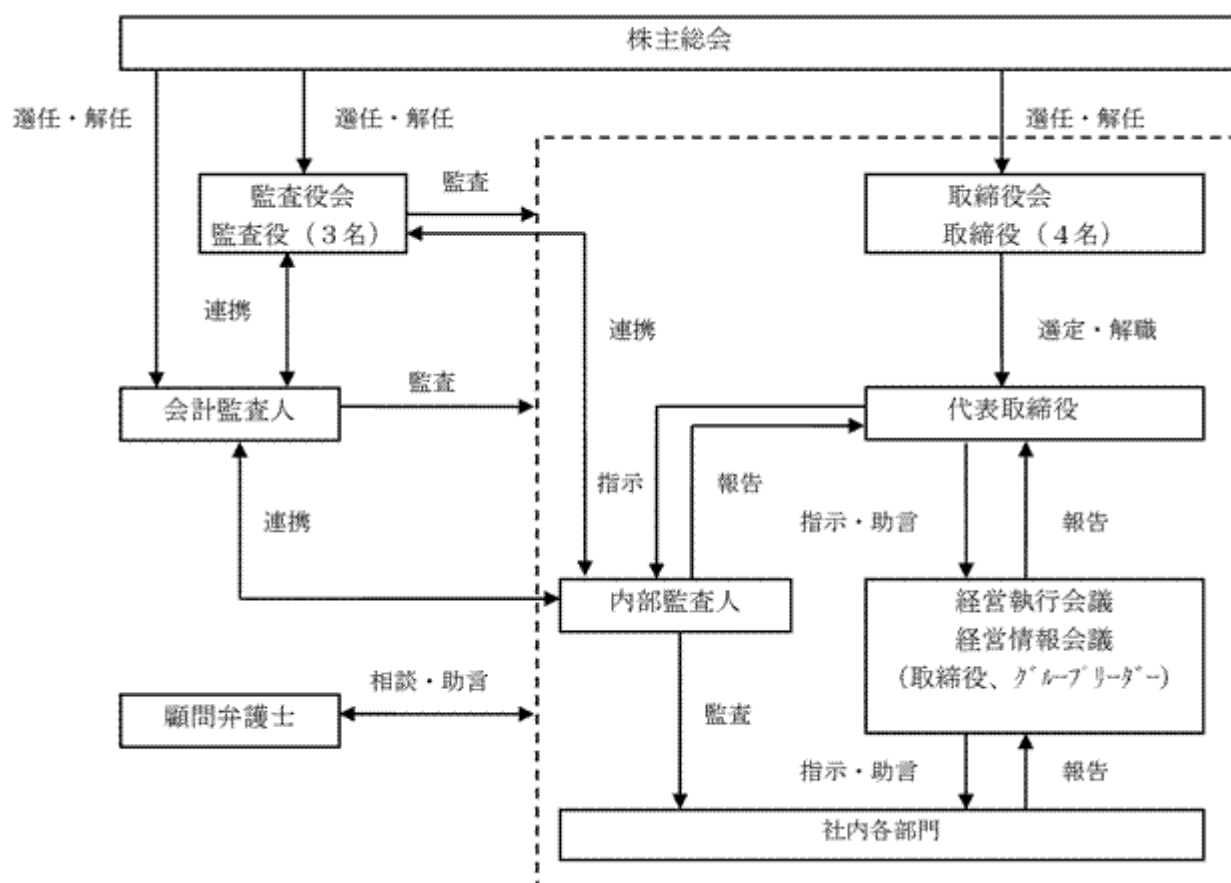 株主総会
選任・解任
選任・解任
選任・解任
監査役会
監査役（３名）
監査
取締役会
取締役（４名）
連携
連携
選定・解職
会計監査人
監査
代表取締役
連携
指示
報告
指示・助言
報告
内部監査人
経営執行会議
経営情報会議
（取締役、ｸﾞﾙｰﾌﾟﾘｰﾀﾞｰ）
相談・助言
顧問弁護士
監査
指示・助言
報告
社内各部門